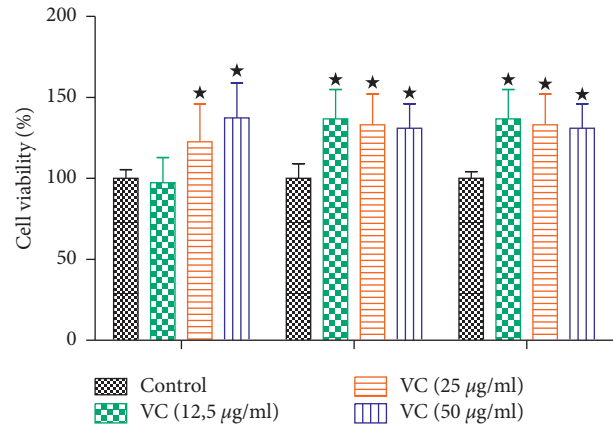 200
150
100
50
0
Cell viability (%)
★ ★ ★ ★ ★ ★ ★ ★
Control
VC (12,5 µg/ml)
VC (25 µg/ml)
VC (50 µg/ml)